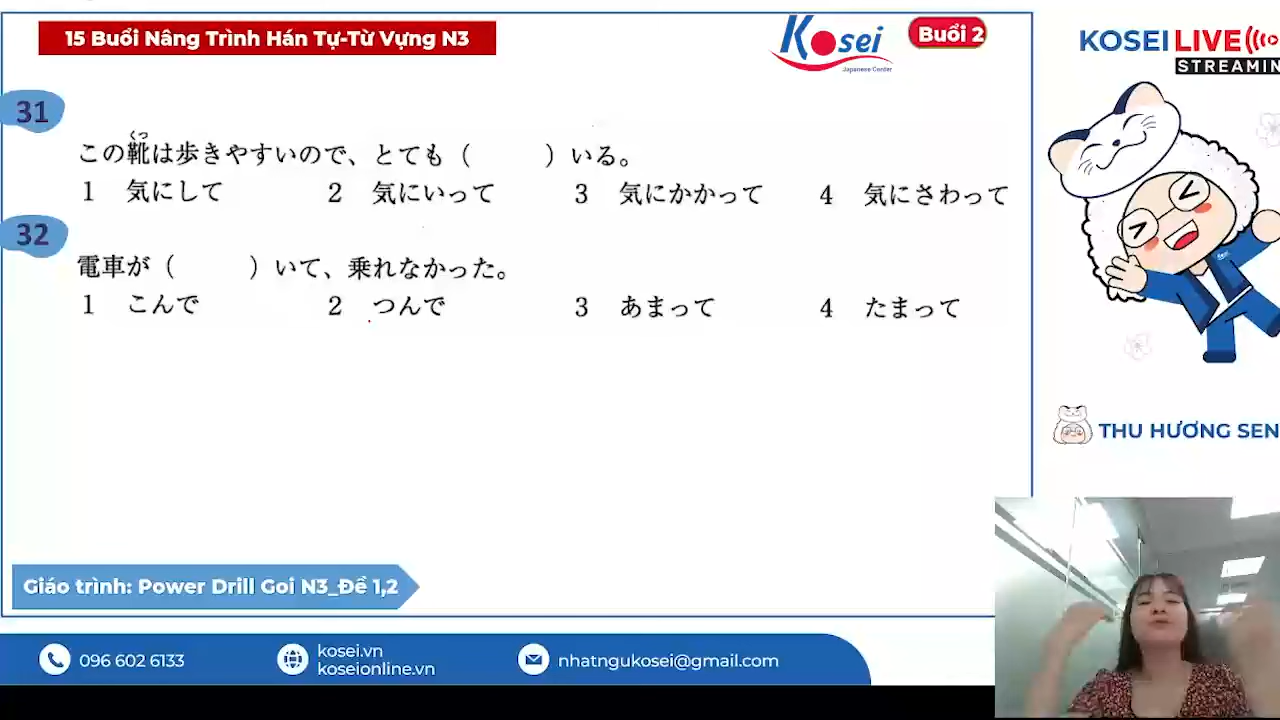 15 Buổi Nâng Trình Hán Tự-Từ Vựng N3
Kosei
Japanese Center
Buổi 2
KOSEI LIVE
STREAMIN
31
くつ
この靴は歩きやすいので、とても（　　　）いる。
1 気にして 2 気にいって 3 気にかかって 4 気にさわって
32
電車が（　　　）いて、乗れなかった。
1 こんで 2 つんで 3 あまって 4 たまって
THU HƯƠNG SEN
Giáo trình: Power Drill Goi N3_Đề 1,2
096 602 6133
kosei.vn
koseionline.vn
nhatngukosei@gmail.com